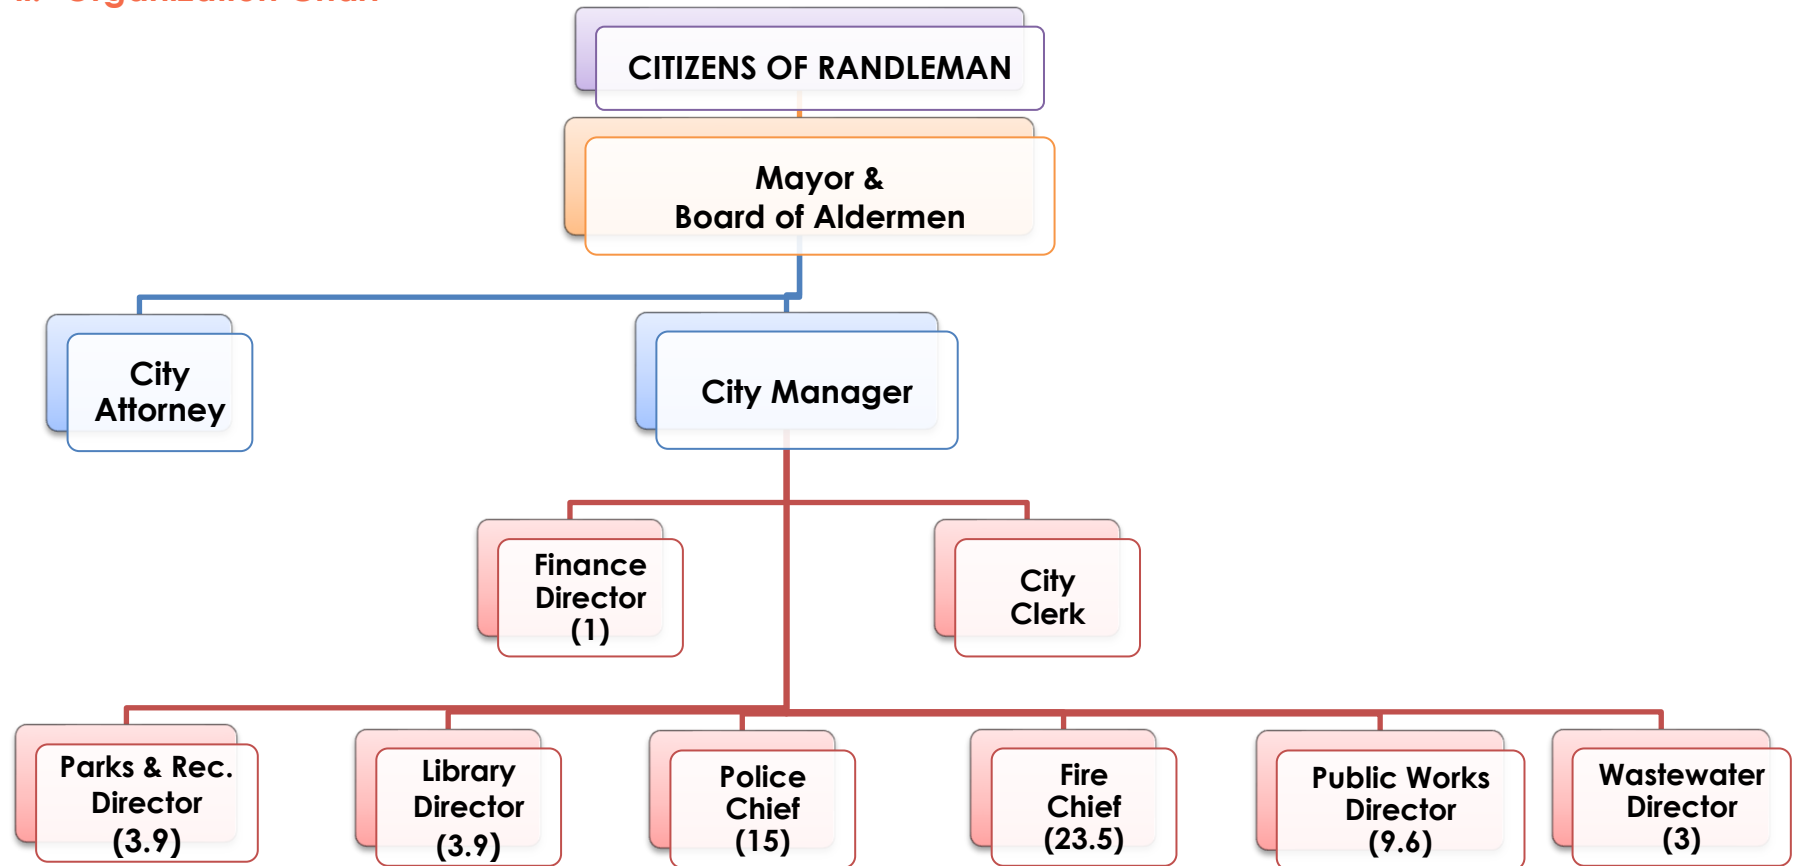 CITIZENS OF RANDLEMAN
Mayor &
Board of Aldermen
City
Attorney
City Manager
Finance
Director
(1)
City
Clerk
Parks & Rec.
Director
(3.9)
Library
Director
(3.9)
Police
Chief
(15)
Fire
Chief
(23.5)
Public Works
Director
(9.6)
Wastewater
Director
(3)